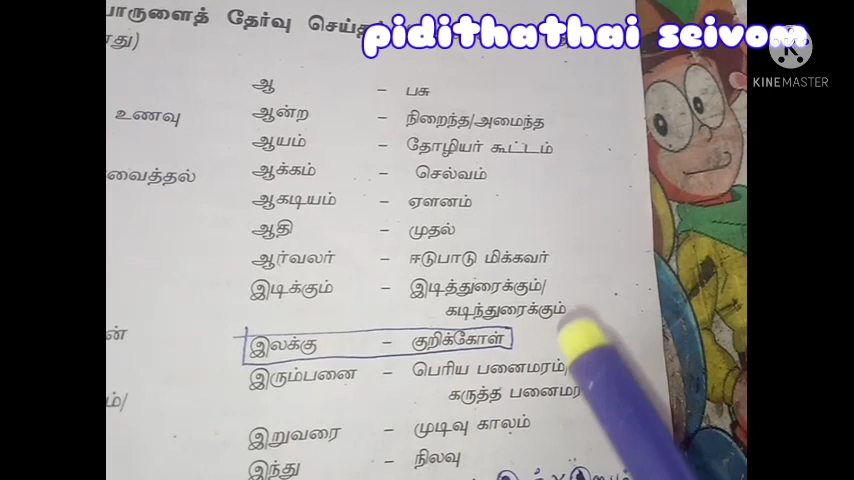 பொருளைத் தேர்வு செய்தல்
pidithathai seivom
KINEMASTER
ஆ – பசு
உணவு ஆன்ற – நிறைந்த/அமைந்த
ஆயம் – தோழியர் கூட்டம்
வைத்தல் ஆக்கம் – செல்வம்
ஆகடியம் – ஏளனம்
ஆதி – முதல்
ஆர்வலர் – ஈடுபாடு மிக்கவர்
இடிக்கும் – இடித்துரைக்கும்/
கடிந்துரைக்கும்
இலக்கு – குறிக்கோள்
இரும்பனை – பெரிய பனைமரம்/
கருத்த பனைமர
இறுவரை – முடிவு காலம்
இந்து – நிலவு